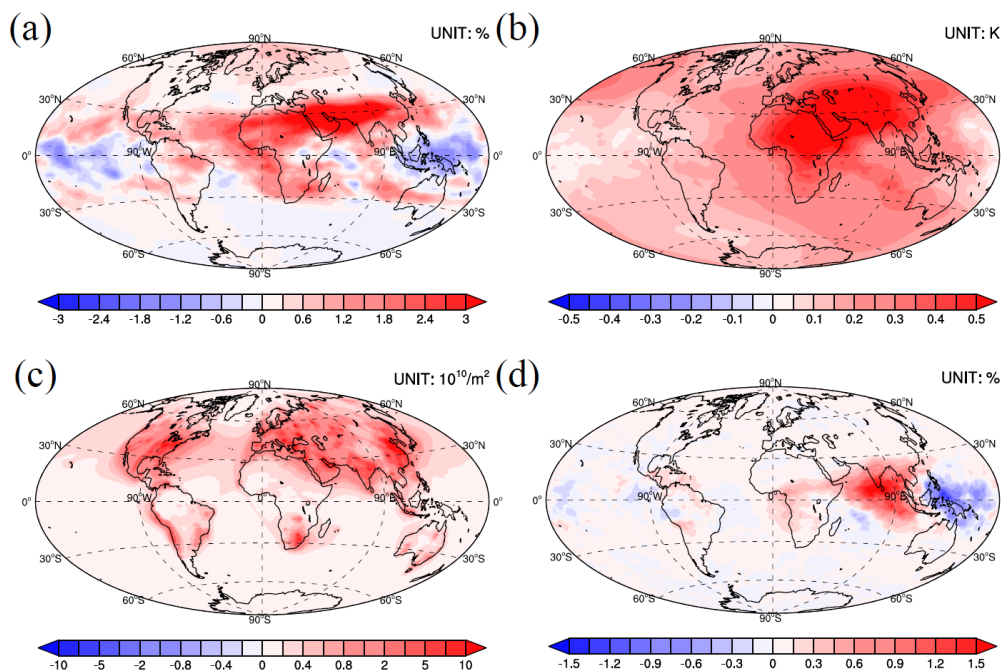 (a)
UNIT: %
90°N
60°N
60°N
30°N
30°N
0°
90°W
90°E
0°
30°S
30°S
60°S
60°S
90°S
-3 -2.4 -1.8 -1.2 -0.6 0 0.6 1.2 1.8 2.4 3
(b)
UNIT: K
90°N
60°N
60°N
30°N
30°N
0°
90°W
90°E
0°
30°S
30°S
60°S
60°S
90°S
-0.5 -0.4 -0.3 -0.2 -0.1 0 0.1 0.2 0.3 0.4 0.5
(c)
UNIT: 10¹⁰/m²
90°N
60°N
60°N
30°N
30°N
0°
90°W
90°E
0°
30°S
30°S
60°S
60°S
90°S
-10 -5 -2 -0.8 -0.4 0 0.4 0.8 2 5 10
(d)
UNIT: %
90°N
60°N
60°N
30°N
30°N
0°
90°W
90°E
0°
30°S
30°S
60°S
60°S
90°S
-1.5 -1.2 -0.9 -0.6 -0.3 0 0.3 0.6 0.9 1.2 1.5